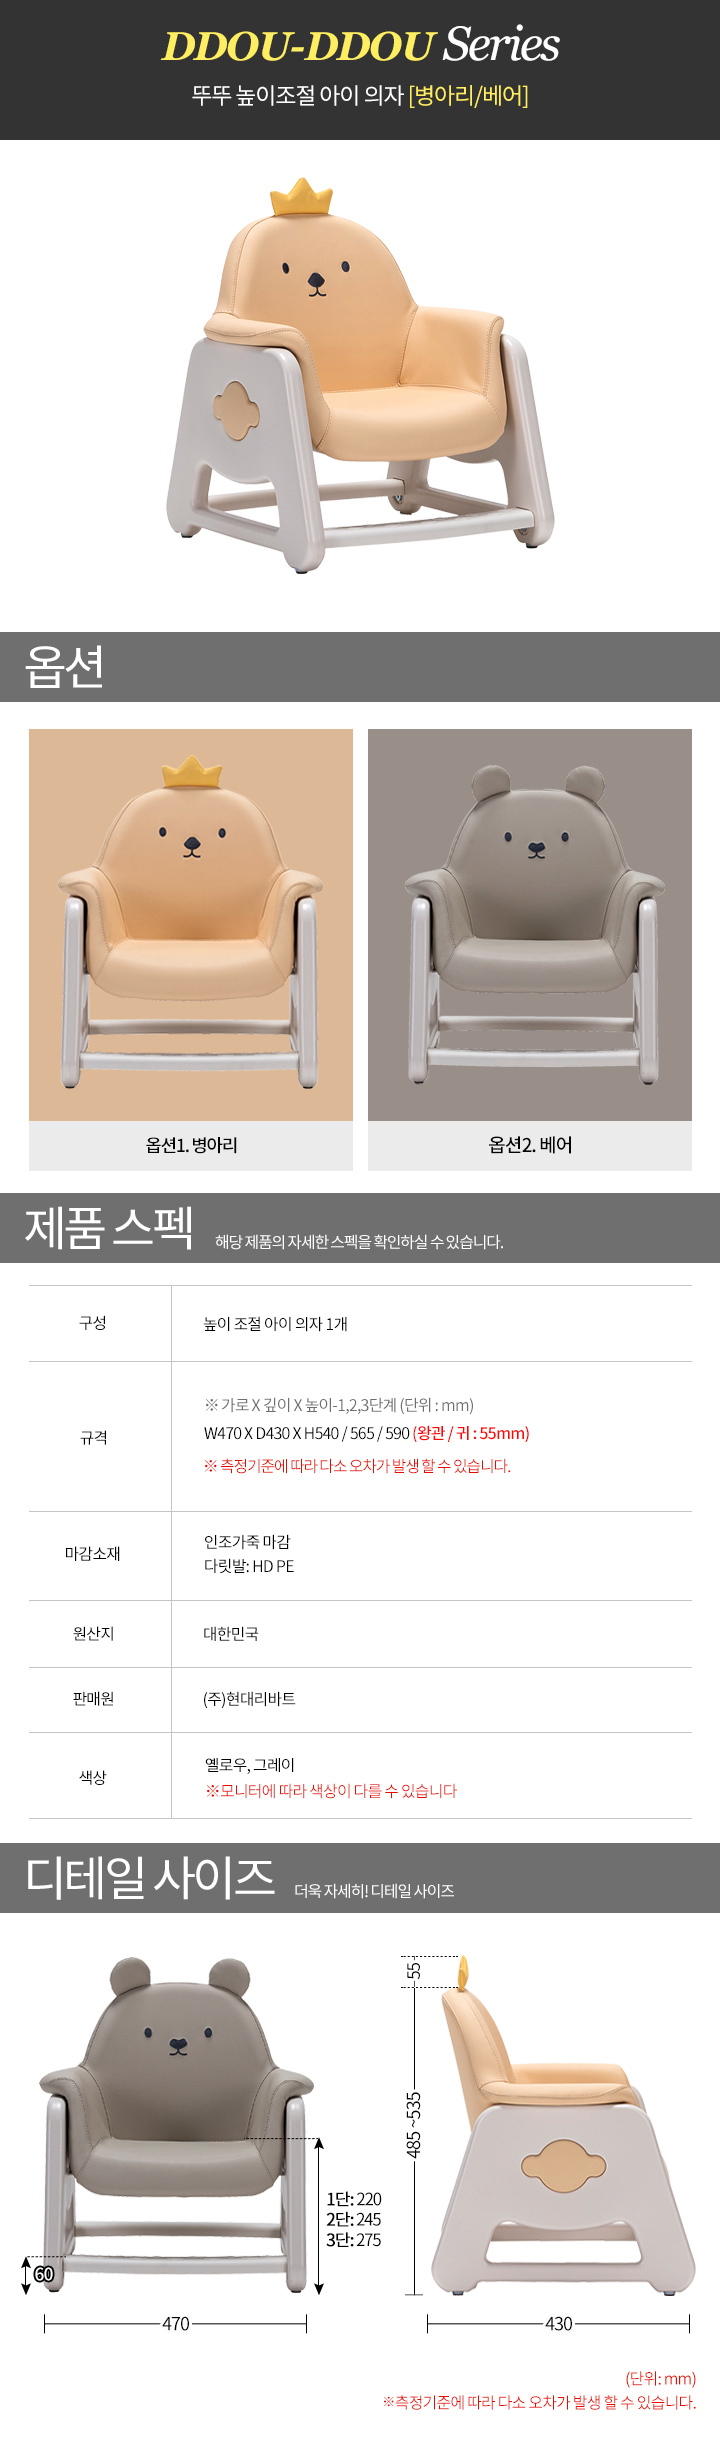 DDOU-DDOU Series
뚜뚜 높이조절 아이 의자 [병아리/베어]
옵션
옵션1. 병아리
옵션2. 베어
제품 스펙
해당 제품의 자세한 스펙을 확인하실 수 있습니다.
구성
높이 조절 아이 의자 1개
규격
※ 가로 X 깊이 X 높이-1,2,3단계 (단위 : mm)
W470 X D430 X H540 / 565 / 590 (왕관 / 귀 : 55mm)
※ 측정기준에 따라 다소 오차가 발생 할 수 있습니다.
마감소재
인조가죽 마감
다릿발: HD PE
원산지
대한민국
판매원
(주)현대리바트
색상
옐로우, 그레이
※모니터에 따라 색상이 다를 수 있습니다
디테일 사이즈
더욱 자세히! 디테일 사이즈
1단: 220
2단: 245
3단: 275
60
470
55
485 ~535
430
(단위: mm)
※측정기준에 따라 다소 오차가 발생 할 수 있습니다.